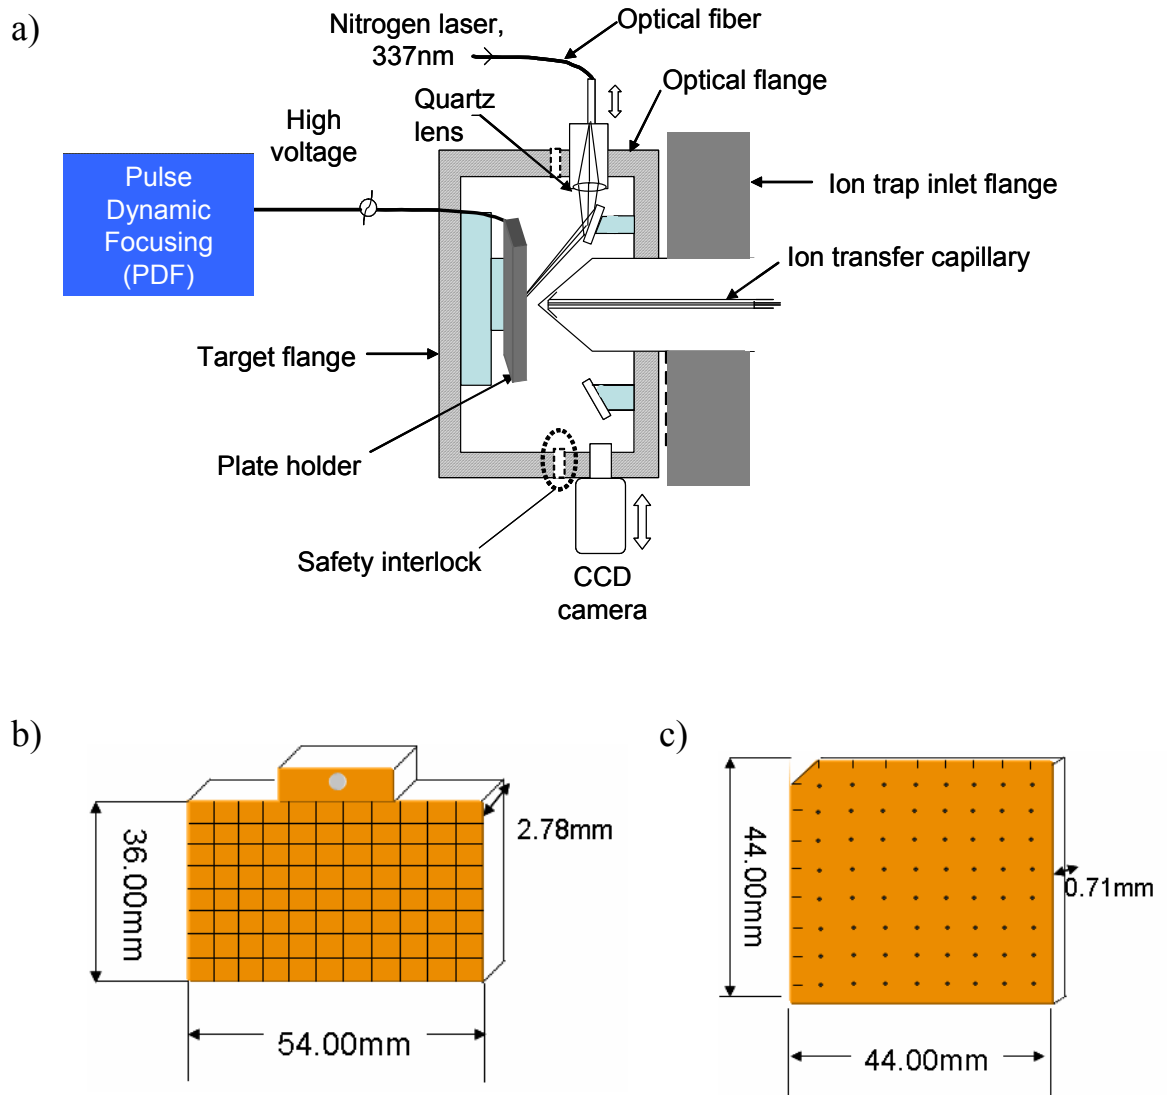 a)
Nitrogen laser,
337nm
Optical fiber
Quartz
lens
Optical flange
High
voltage
Pulse
Dynamic
Focusing
(PDF)
Ion trap inlet flange
Ion transfer capillary
Target flange
Plate holder
Safety interlock
CCD
camera
b)
36.00mm
2.78mm
54.00mm
c)
44.00mm
0.71mm
44.00mm